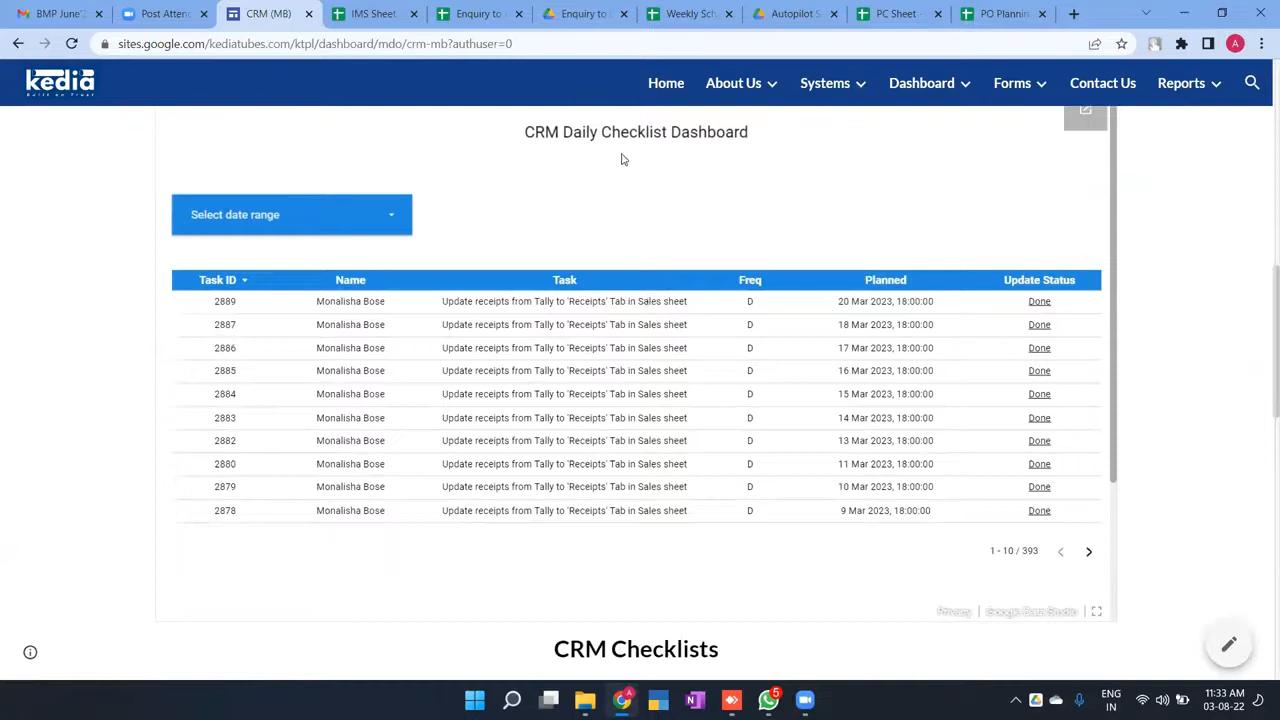 BMP June'2
Post Attend
CRM (MB)
IMS Sheet
Enquiry to
Enquiry to
Weekly Sch
Autopilot S
PC Sheet -
PO Plannin
sites.google.com/kediatubes.com/ktpl/dashboard/mdo/crm-mb?authuser=0
A
kedia
Built on Trust
Home About Us Systems Dashboard Forms Contact Us Reports
CRM Daily Checklist Dashboard
Select date range
Task ID Name Task Freq Planned Update Status
2889 Monalisha Bose Update receipts from Tally to 'Receipts' Tab in Sales sheet D 20 Mar 2023, 18:00:00 Done
2887 Monalisha Bose Update receipts from Tally to 'Receipts' Tab in Sales sheet D 18 Mar 2023, 18:00:00 Done
2886 Monalisha Bose Update receipts from Tally to 'Receipts' Tab in Sales sheet D 17 Mar 2023, 18:00:00 Done
2885 Monalisha Bose Update receipts from Tally to 'Receipts' Tab in Sales sheet D 16 Mar 2023, 18:00:00 Done
2884 Monalisha Bose Update receipts from Tally to 'Receipts' Tab in Sales sheet D 15 Mar 2023, 18:00:00 Done
2883 Monalisha Bose Update receipts from Tally to 'Receipts' Tab in Sales sheet D 14 Mar 2023, 18:00:00 Done
2882 Monalisha Bose Update receipts from Tally to 'Receipts' Tab in Sales sheet D 13 Mar 2023, 18:00:00 Done
2880 Monalisha Bose Update receipts from Tally to 'Receipts' Tab in Sales sheet D 11 Mar 2023, 18:00:00 Done
2879 Monalisha Bose Update receipts from Tally to 'Receipts' Tab in Sales sheet D 10 Mar 2023, 18:00:00 Done
2878 Monalisha Bose Update receipts from Tally to 'Receipts' Tab in Sales sheet D 9 Mar 2023, 18:00:00 Done
1 - 10 / 393
Privacy Google Data Studio
CRM Checklists
5
ENG
IN
11:33 AM
03-08-22